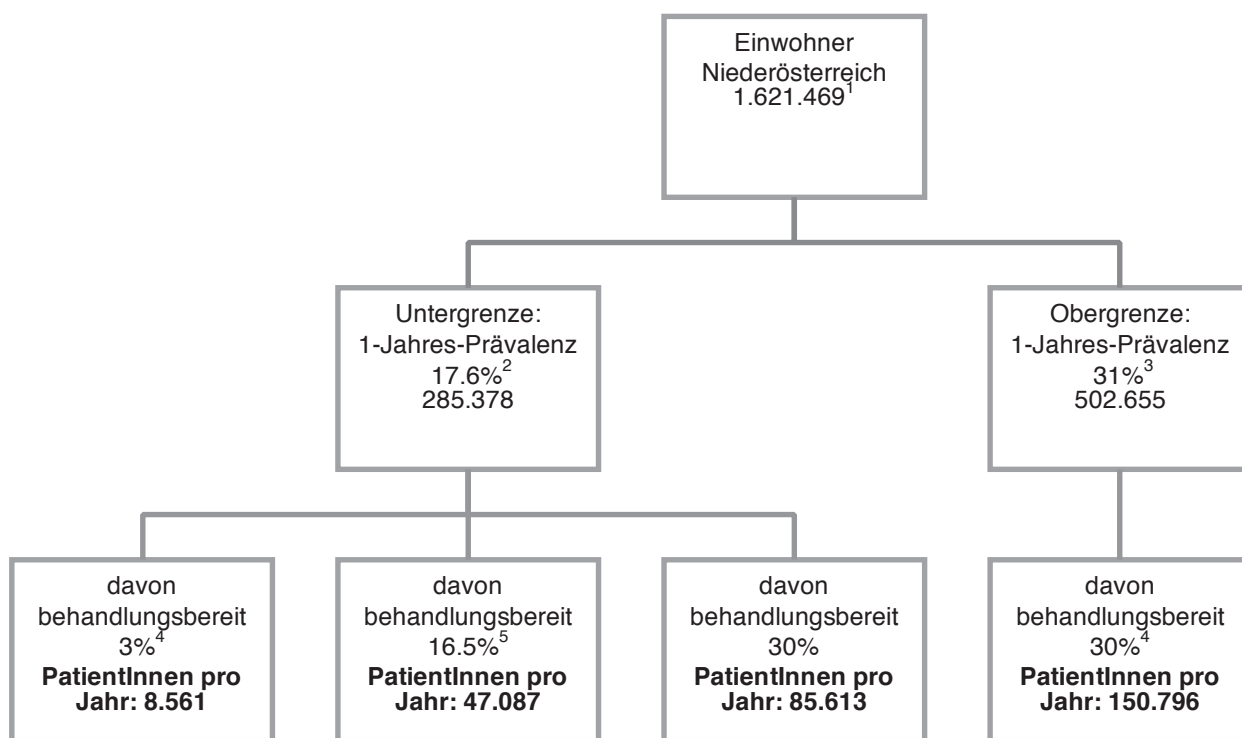 Einwohner
Niederösterreich
1.621.469¹
Untergrenze:
1-Jahres-Prävalenz
17.6%²
285.378
Obergrenze:
1-Jahres-Prävalenz
31%³
502.655
davon
behandlungsbereit
3%⁴
PatientInnen pro
Jahr: 8.561
davon
behandlungsbereit
16.5%⁵
PatientInnen pro
Jahr: 47.087
davon
behandlungsbereit
30%
PatientInnen pro
Jahr: 85.613
davon
behandlungsbereit
30%⁴
PatientInnen pro
Jahr: 150.796